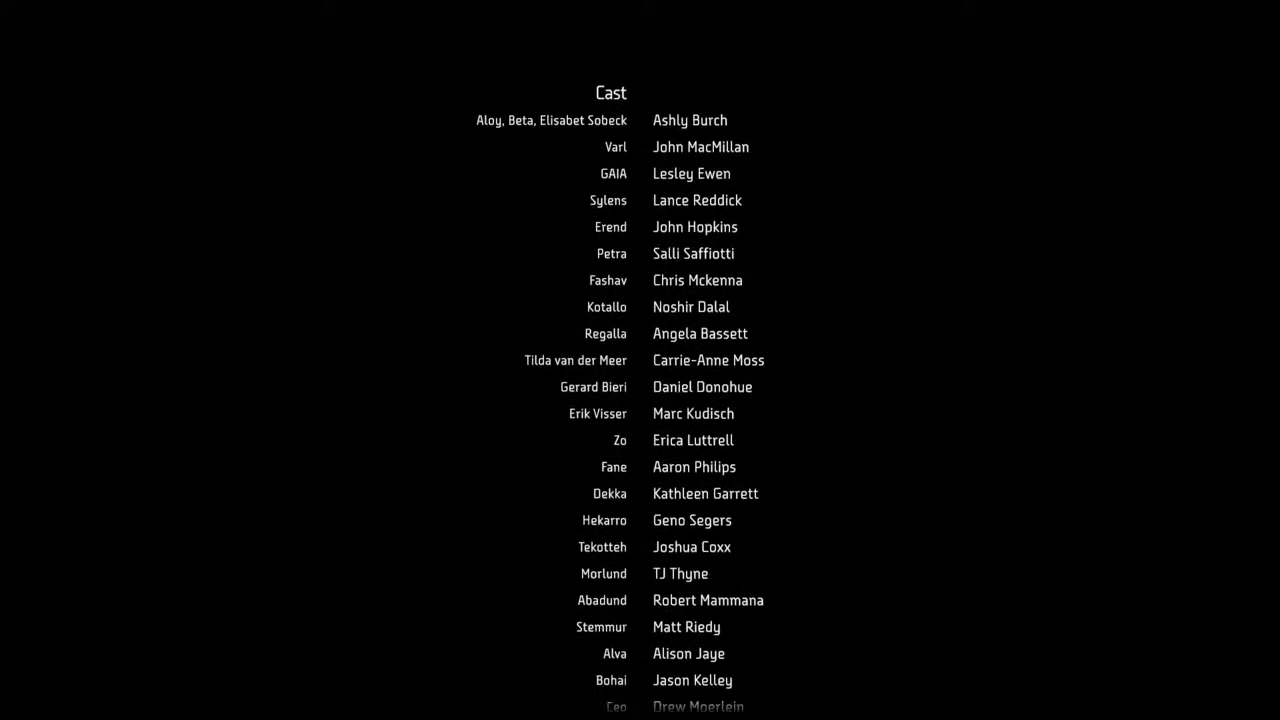 Cast
Aloy, Beta, Elisabet Sobeck Ashly Burch
Varl John MacMillan
GAIA Lesley Ewen
Sylens Lance Reddick
Erend John Hopkins
Petra Salli Saffiotti
Fashav Chris Mckenna
Kotallo Noshir Dalal
Regalla Angela Bassett
Tilda van der Meer Carrie-Anne Moss
Gerard Bieri Daniel Donohue
Erik Visser Marc Kudisch
Zo Erica Luttrell
Fane Aaron Philips
Dekka Kathleen Garrett
Hekarro Geno Segers
Tekotteh Joshua Coxx
Morlund TJ Thyne
Abadund Robert Mammana
Stemmur Matt Riedy
Alva Alison Jaye
Bohai Jason Kelley
Ceo Drew Moerlein